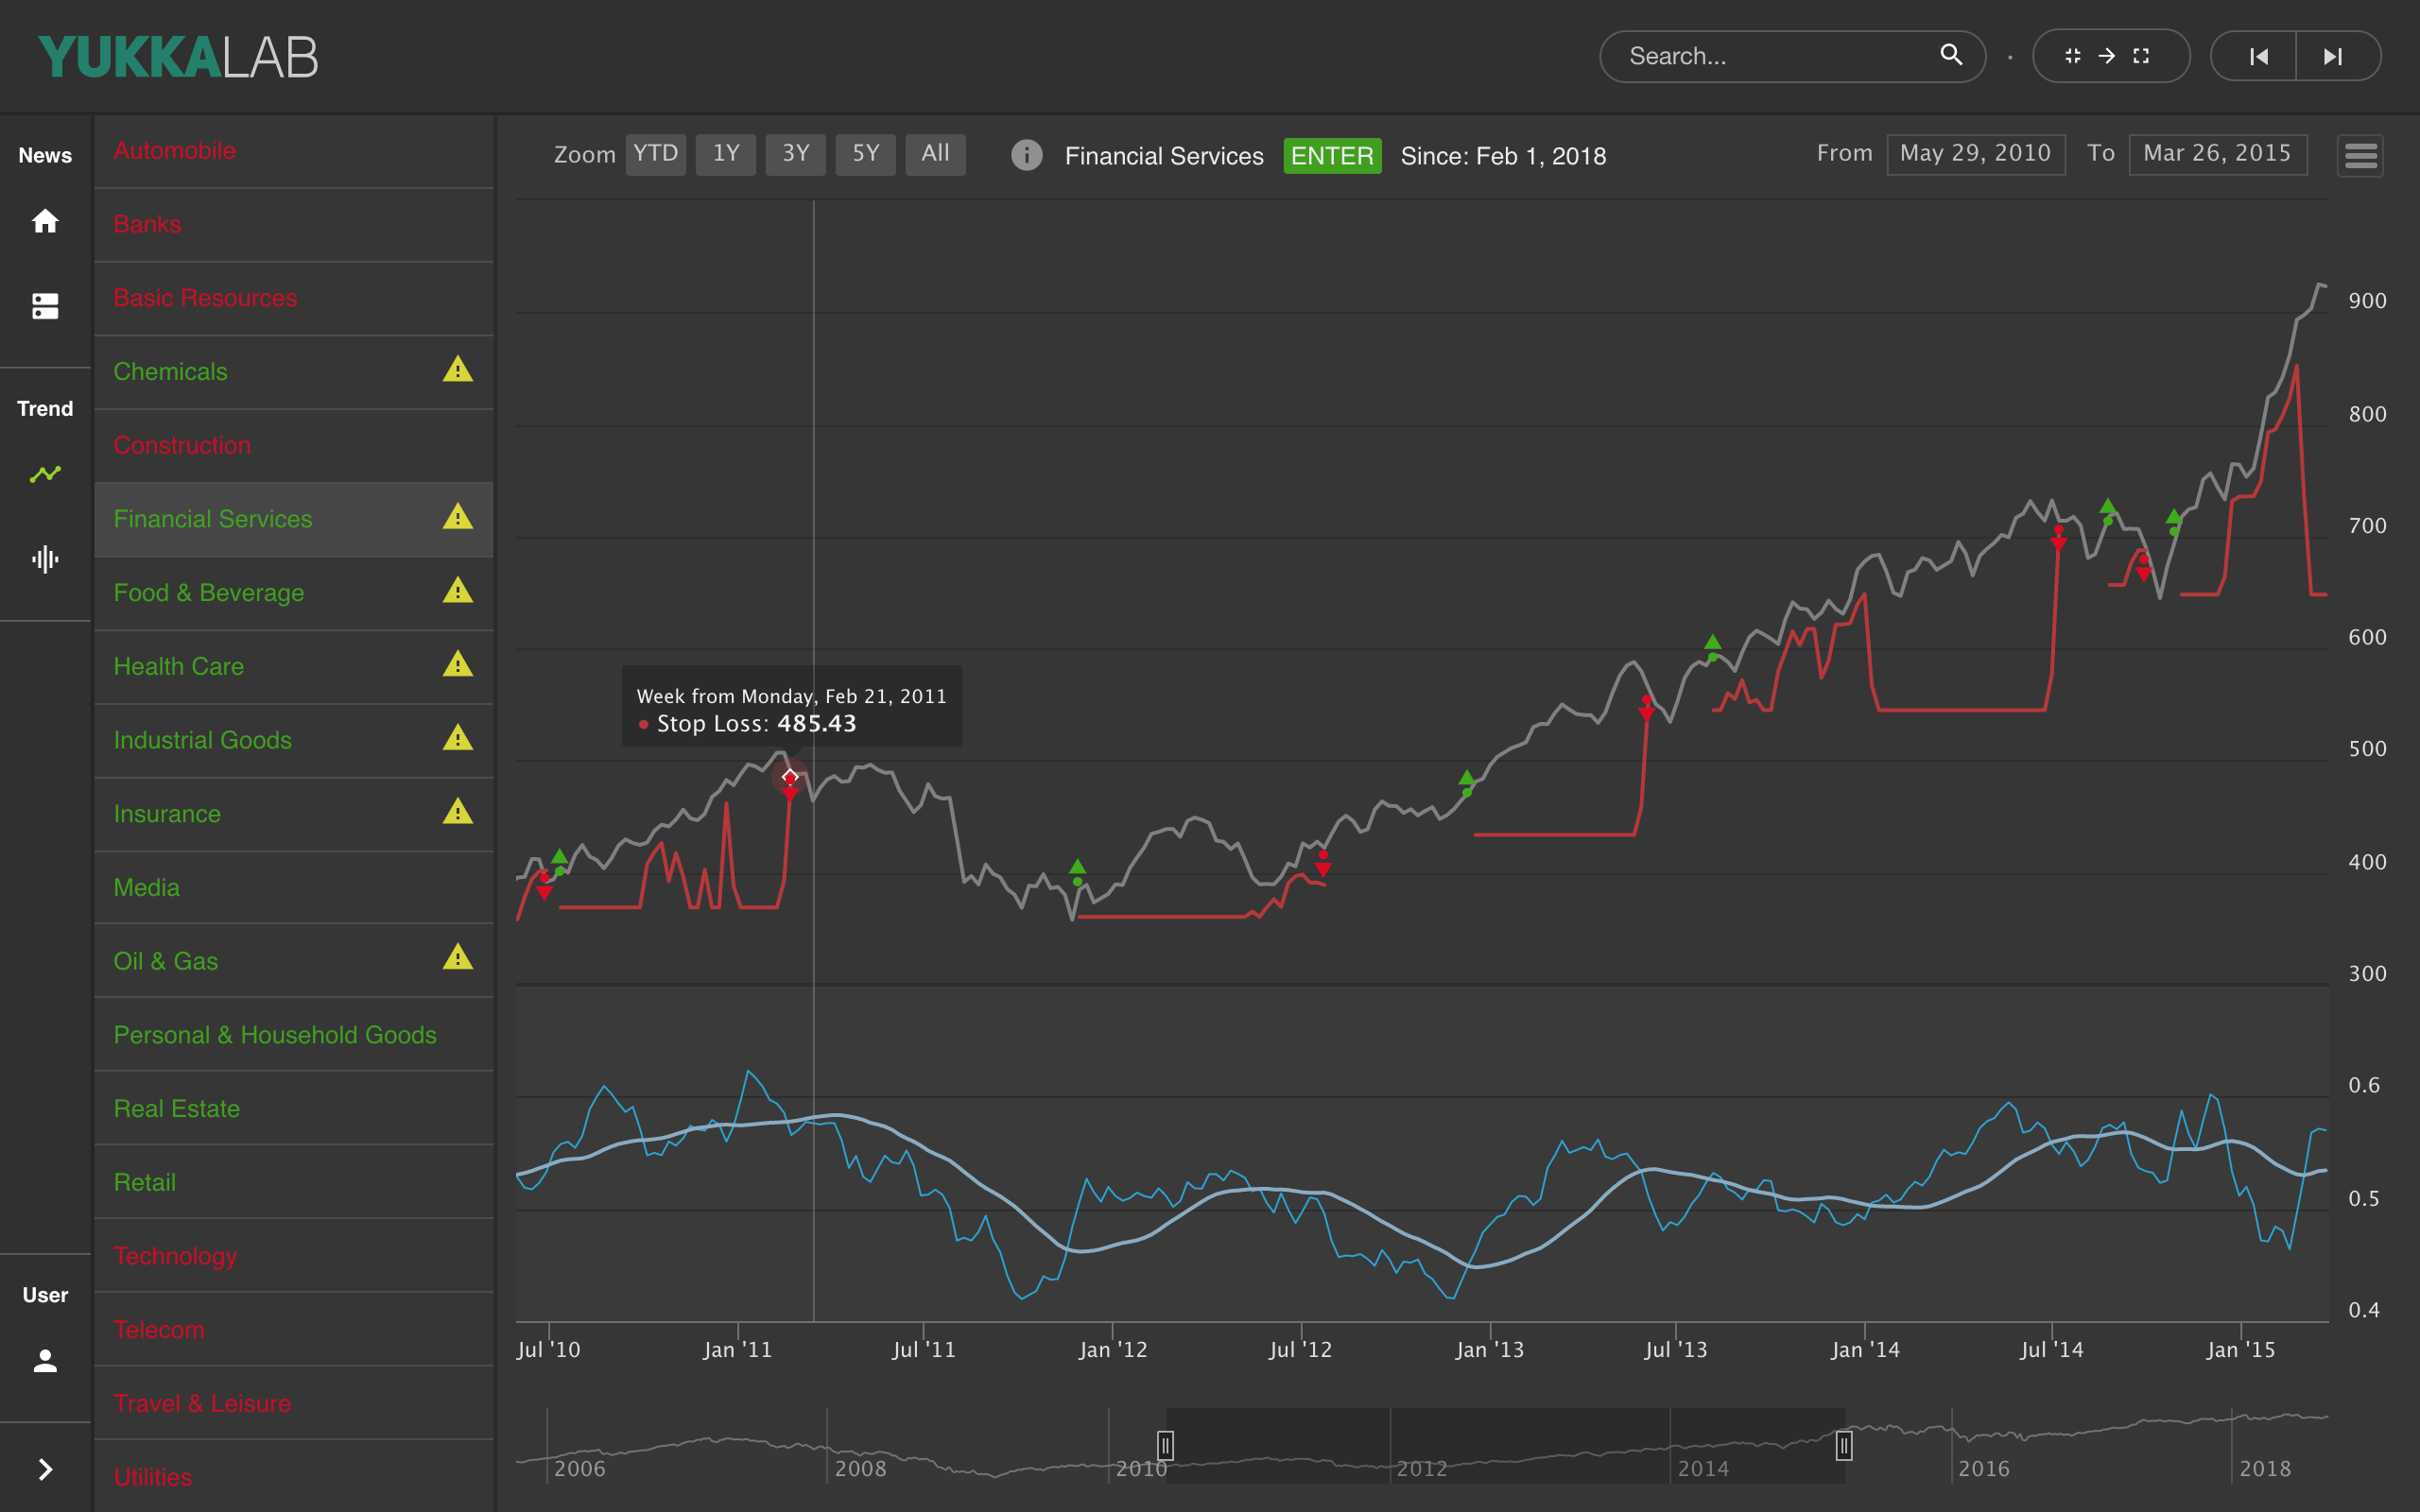 YUKKALAB
Search...
News
Trend
User
Automobile
Banks
Basic Resources
Chemicals
Construction
Financial Services
Food & Beverage
Health Care
Industrial Goods
Insurance
Media
Oil & Gas
Personal & Household Goods
Real Estate
Retail
Technology
Telecom
Travel & Leisure
Utilities
Zoom YTD 1Y 3Y 5Y All
Financial Services ENTER Since: Feb 1, 2018
From May 29, 2010 To Mar 26, 2015
900
800
700
600
500
400
300
Week from Monday, Feb 21, 2011
Stop Loss: 485.43
0.6
0.5
0.4
Jul '10 Jan '11 Jul '11 Jan '12 Jul '12 Jan '13 Jul '13 Jan '14 Jul '14 Jan '15
2006 2008 2010 2012 2014 2016 2018